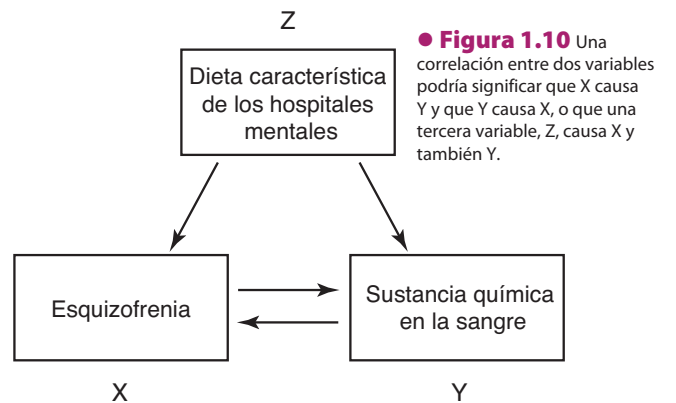 Z
Dieta característica
de los hospitales
mentales
● Figura 1.10 Una
correlación entre dos variables
podría significar que X causa
Y y que Y causa X, o que una
tercera variable, Z, causa X y
también Y.
Esquizofrenia
Sustancia química
en la sangre
X
Y